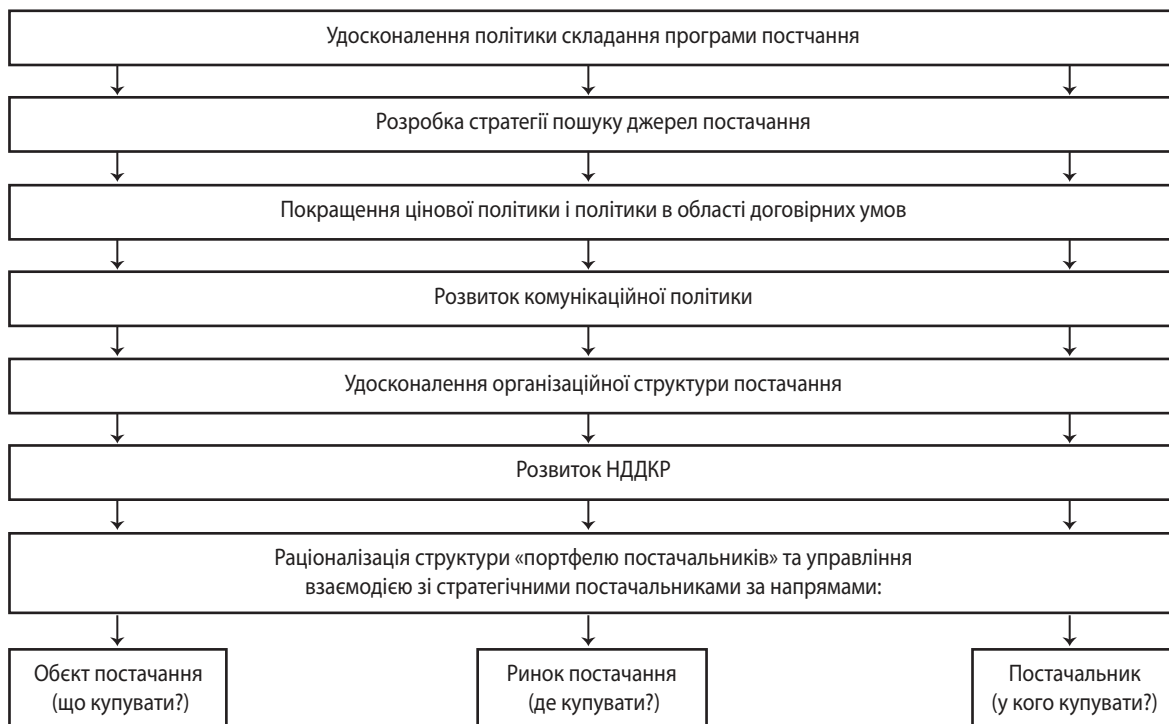 Удосконалення політики складання програми постчання
Розробка стратегії пошуку джерел постачання
Покращення цінової політики і політики в області договірних умов
Розвиток комунікаційної політики
Удосконалення організаційної структури постачання
Розвиток НДДКР
Раціоналізація структури «портфелю постачальників» та управління
взаємодією зі стратегічними постачальниками за напрямами:
Обєкт постачання
(що купувати?)
Ринок постачання
(де купувати?)
Постачальник
(у кого купувати?)